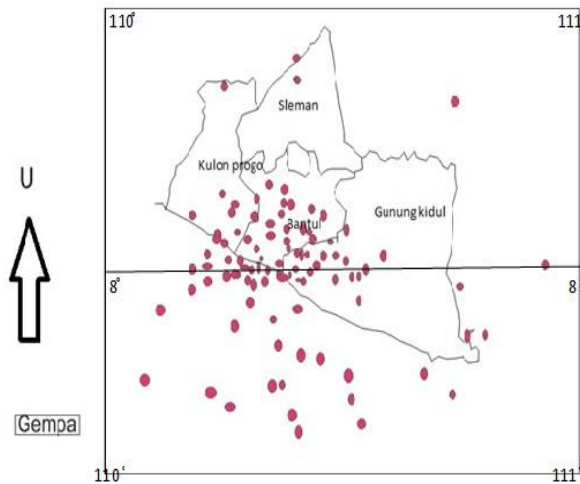 110°
111
Sleman
Kulon progo
U
Bantul
Gunung kidul
8°
8
Gempa
110°
111